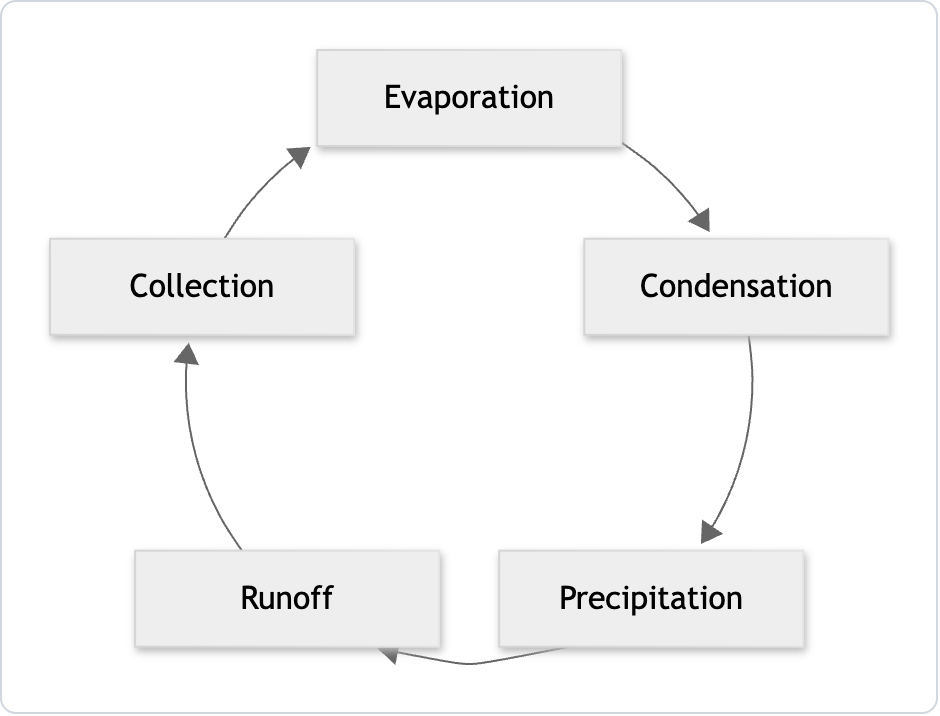 Evaporation
Condensation
Precipitation
Runoff
Collection